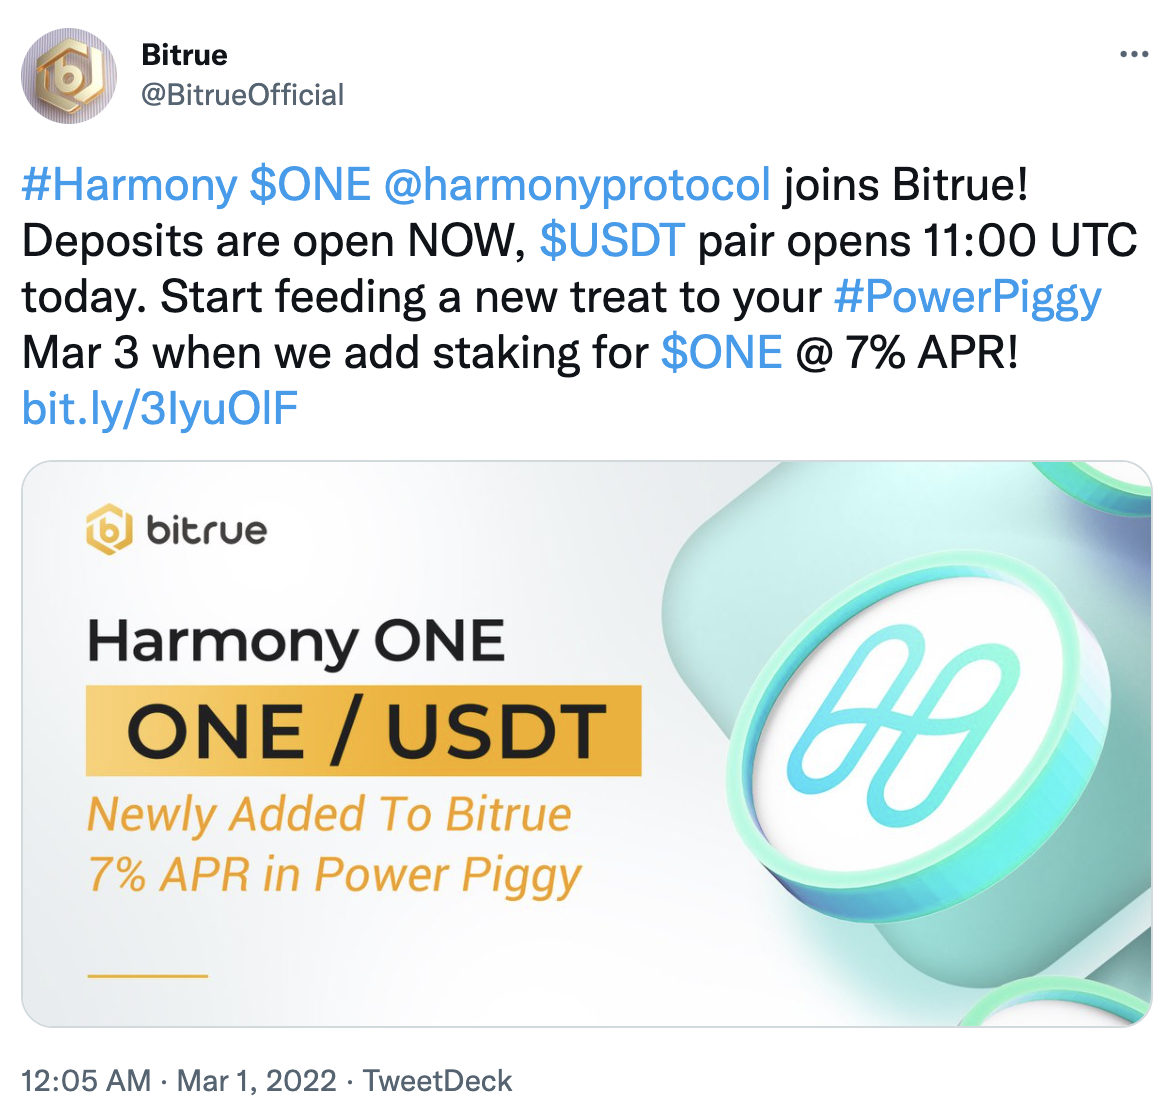 Bitrue
@BitrueOfficial
#Harmony $ONE @harmonyprotocol joins Bitrue!
Deposits are open NOW, $USDT pair opens 11:00 UTC
today. Start feeding a new treat to your #PowerPiggy
Mar 3 when we add staking for $ONE @ 7% APR!
bit.ly/3IyuOlF
bitrue
Harmony ONE
ONE / USDT
Newly Added To Bitrue
7% APR in Power Piggy
12:05 AM · Mar 1, 2022 · TweetDeck